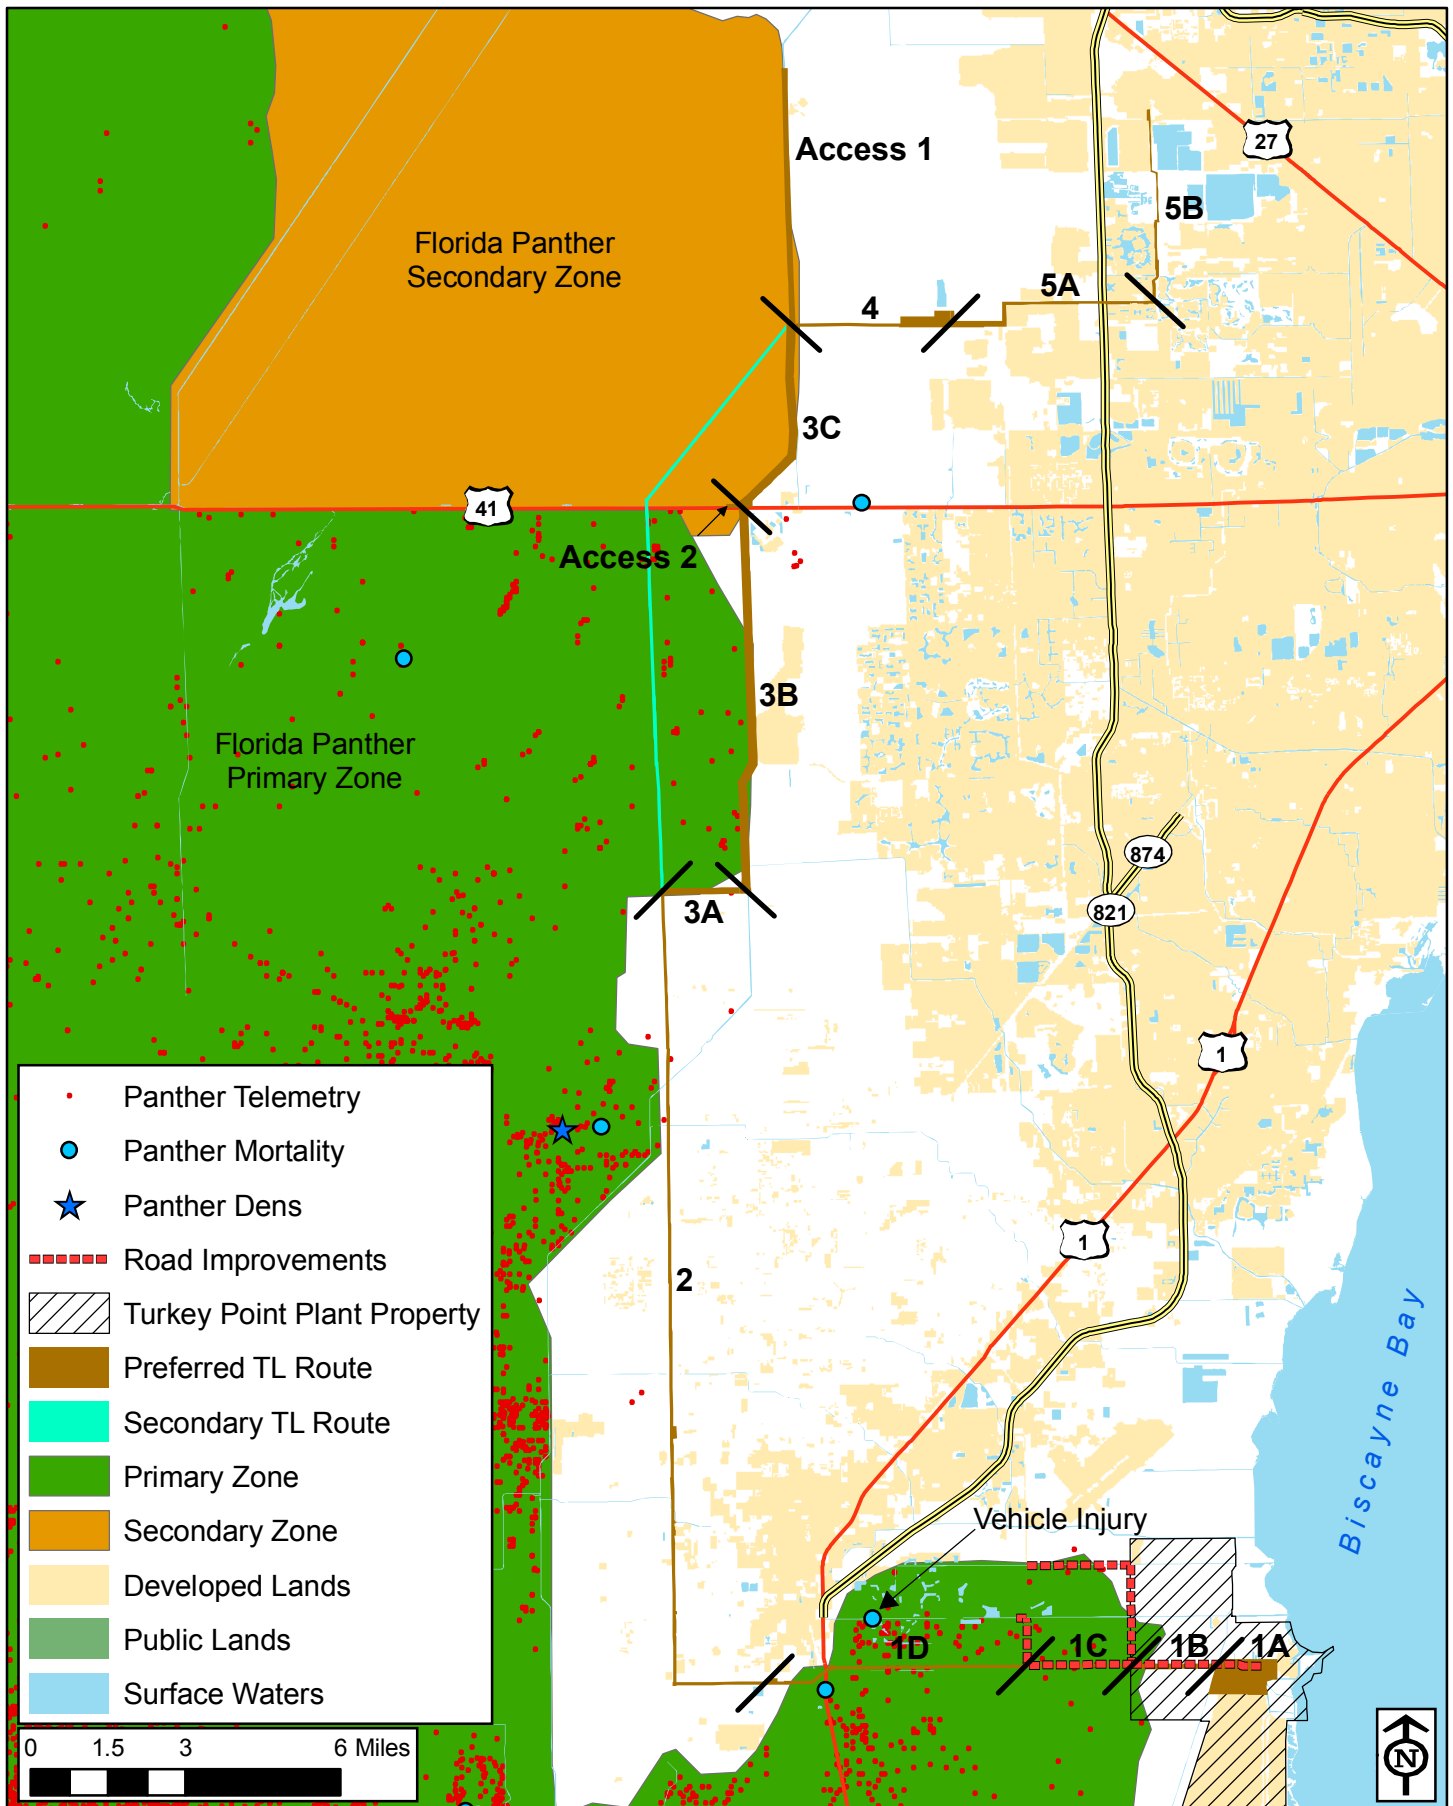 Access 1
27
5B
Florida Panther
Secondary Zone
5A
4
3C
41
Access 2
3B
Florida Panther
Primary Zone
874
821
3A
1
Panther Telemetry
Panther Mortality
Panther Dens
Road Improvements
Turkey Point Plant Property
Preferred TL Route
Secondary TL Route
Primary Zone
Secondary Zone
Developed Lands
Public Lands
Surface Waters
0 1.5 3 6 Miles
1
2
Biscayne Bay
Vehicle Injury
1D
1C
1B
1A
N